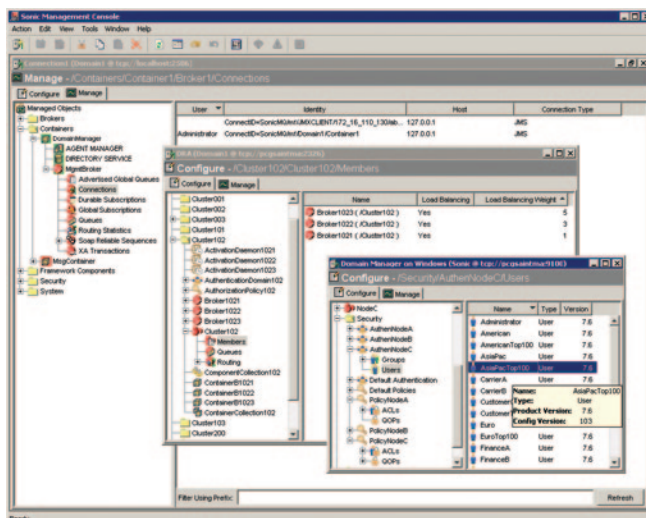 Sonic Management Console
Action Edit View Tools Window Help
Manage - /Containers/Container1/Broker1/Connections
Configure Manage
Managed Objects
Brokers
Containers
DomainManager
AGENT MANAGER
DIRECTORY SERVICE
MgmtBroker
Advertised Global Queues
Connections
Durable Subscriptions
Global Subscriptions
Queues
Routing Statistics
Soap Reliable Sequences
XA Transactions
MsgContainer
Framework Components
Security
System
User Identity Host Connection Type
127.0.0.1 JMS
Administrator 127.0.0.1 JMS
Configure - /Cluster102/Cluster102/Members
Configure Manage
Cluster001
Cluster002
Cluster003
Cluster101
Cluster102
ActivationDaemon1021
ActivationDaemon1022
ActivationDaemon1023
AuthenticationDomain102
AuthorizationPolicy102
Broker1021
Broker1022
Broker1023
Cluster102
Members
Queues
Routing
ComponentCollection102
ContainerB1021
ContainerB1022
ContainerB1023
ContainerCollection102
Cluster103
Cluster200
Name Load Balancing Load Balancing Weight
Broker1023 ( /Cluster102 ) Yes 5
Broker1022 ( /Cluster102 ) Yes 3
Broker1021 ( /Cluster102 ) Yes 1
Configure - /Security/AuthenNodeC/Users
Configure Manage
NodeC
Security
AuthenNodeA
AuthenNodeB
AuthenNodeC
Groups
Users
Default Authentication
Default Policies
PolicyNodeA
ACLs
QOPs
PolicyNodeB
PolicyNodeC
ACLs
QOPs
Name Type Version
Administrator User 7.6
American User 7.6
AmericanTop100 User 7.6
AsiaPac User 7.6
AsiaPacTop100 User 7.6
CarrierA User 7.6
CarrierB
Customer
Customer
Euro
EuroTop100 User 7.6
FinanceA User 7.6
FinanceB User 7.6
Name: AsiaPacTop100
Type: User
Product Version: 7.6
Config Version: 103
Filter Using Prefix:
Refresh